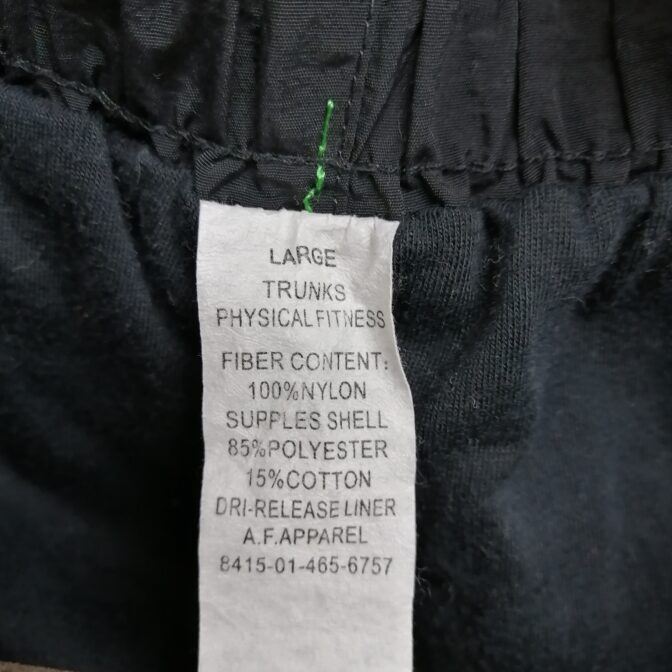 LARGE
TRUNKS
PHYSICAL FITNESS
FIBER CONTENT:
100%NYLON
SUPPLES SHELL
85%POLYESTER
15%COTTON
DRI-RELEASE LINER
A.F.APPAREL
8415-01-465-6757